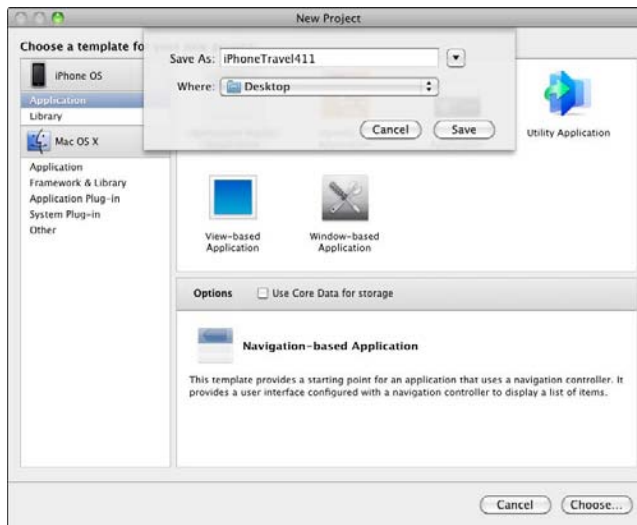 New Project
Choose a template fo
Save As: iPhoneTravel411
Where: Desktop
Cancel Save
iPhone OS
Application
Library
Mac OS X
Application
Framework & Library
Application Plug-in
System Plug-in
Other
Utility Application
View-based
Application
Window-based
Application
Options Use Core Data for storage
Navigation-based Application
This template provides a starting point for an application that uses a navigation controller. It
provides a user interface configured with a navigation controller to display a list of items.
Cancel Choose...